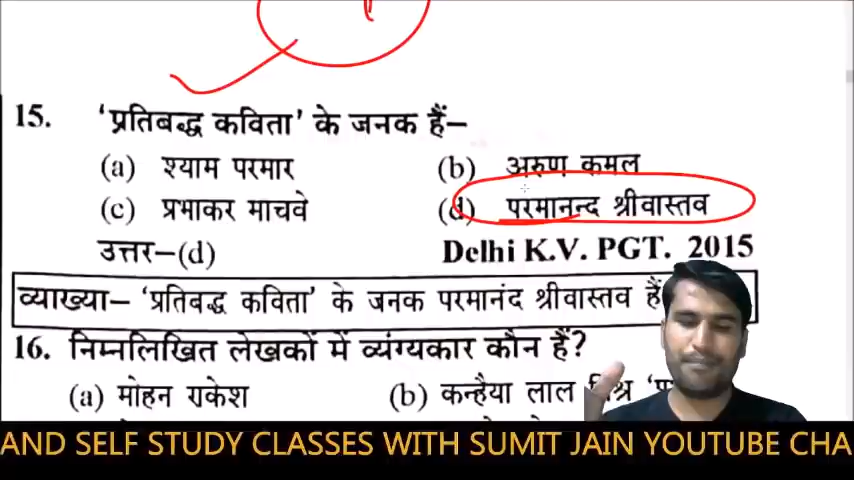 15. 'प्रतिबद्ध कविता' के जनक हैं–
(a) श्याम परमार (b) अरुण कमल
(c) प्रभाकर माचवे (d) परमानन्द श्रीवास्तव
उत्तर–(d) Delhi K.V. PGT. 2015
व्याख्या– 'प्रतिबद्ध कविता' के जनक परमानंद श्रीवास्तव हैं
16. निम्नलिखित लेखकों में व्यंग्यकार कौन हैं?
(a) मोहन राकेश (b) कन्हैया लाल मिश्र
AND SELF STUDY CLASSES WITH SUMIT JAIN YOUTUBE CHA